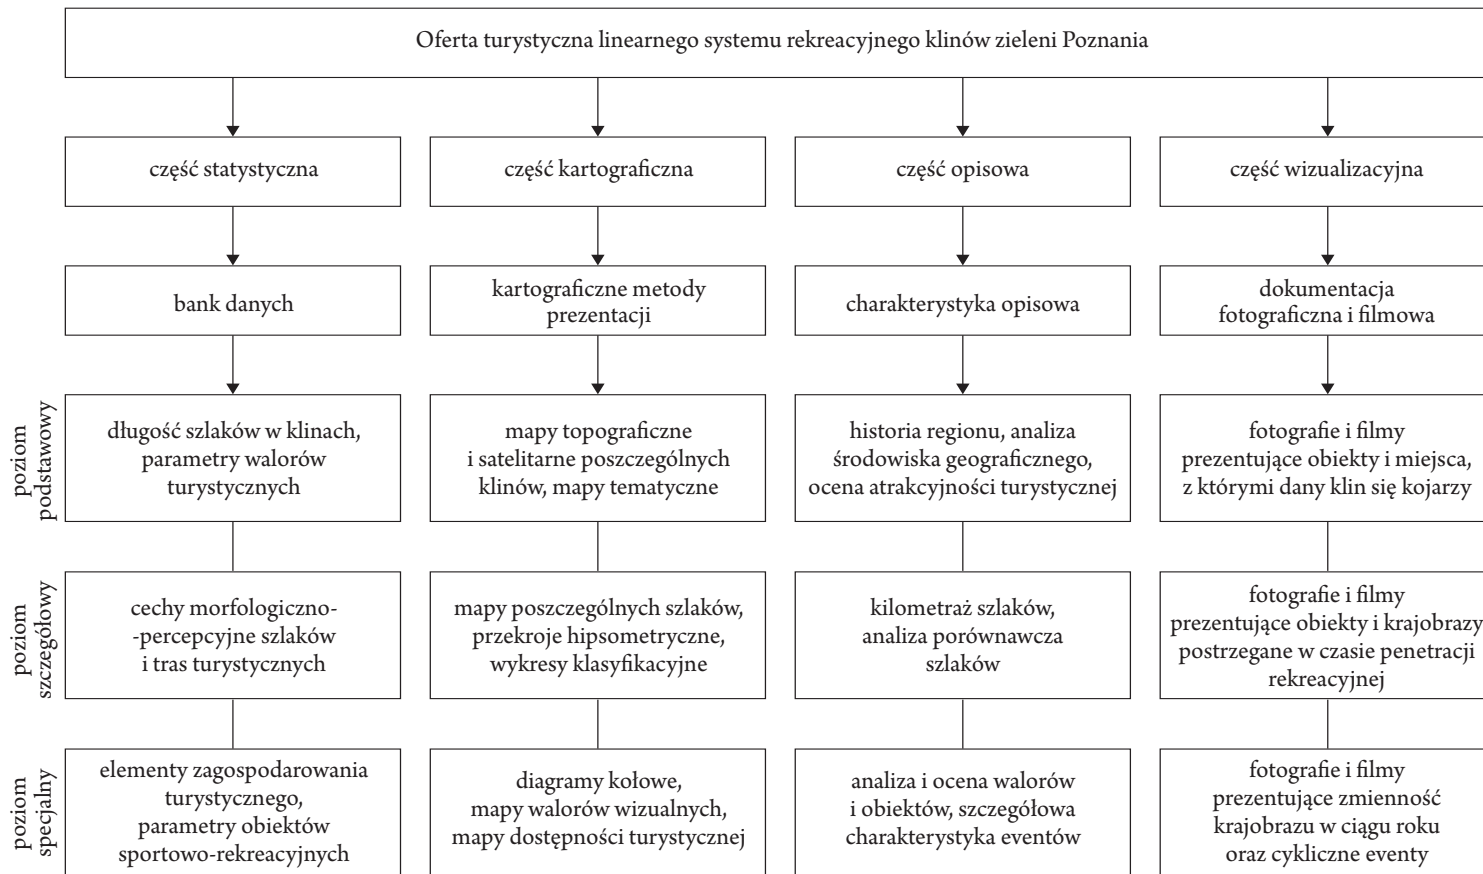 Oferta turystyczna linearnego systemu rekreacyjnego klinów zieleni Poznania
część statystyczna
część kartograficzna
część opisowa
część wizualizacyjna
bank danych
kartograficzne metody
prezentacji
charakterystyka opisowa
dokumentacja
fotograficzna i filmowa
poziom
podstawowy
długość szlaków w klinach,
parametry walorów
turystycznych
mapy topograficzne
i satelitarne poszczególnych
klinów, mapy tematyczne
historia regionu, analiza
środowiska geograficznego,
ocena atrakcyjności turystycznej
fotografie i filmy
prezentujące obiekty i miejsca,
z którymi dany klin się kojarzy
poziom
szczegółowy
cechy morfologiczno-
-percepcyjne szlaków
i tras turystycznych
mapy poszczególnych szlaków,
przekroje hipsometryczne,
wykresy klasyfikacyjne
kilometraż szlaków,
analiza porównawcza
szlaków
fotografie i filmy
prezentujące obiekty i krajobrazy
postrzegane w czasie penetracji
rekreacyjnej
poziom
specjalny
elementy zagospodarowania
turystycznego,
parametry obiektów
sportowo-rekreacyjnych
diagramy kołowe,
mapy walorów wizualnych,
mapy dostępności turystycznej
analiza i ocena walorów
i obiektów, szczegółowa
charakterystyka eventów
fotografie i filmy
prezentujące zmienność
krajobrazu w ciągu roku
oraz cykliczne eventy